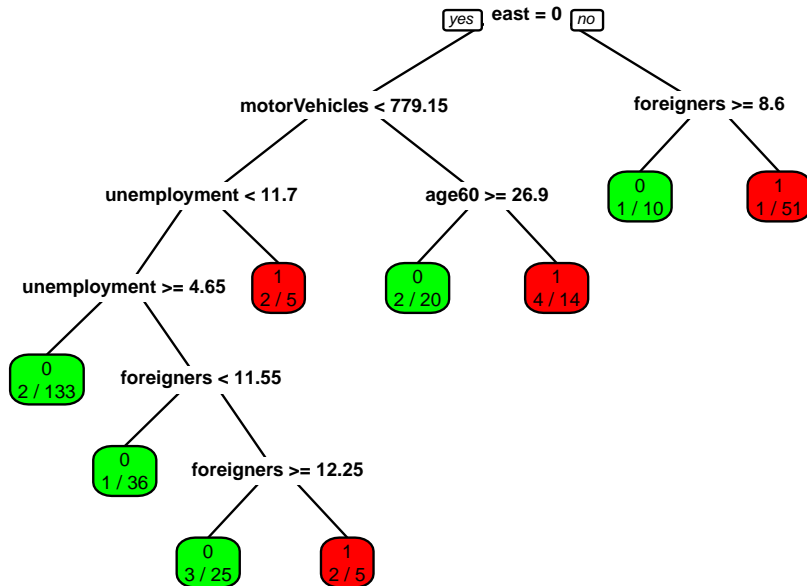 yes east = 0 no
motorVehicles < 779.15
foreigners >= 8.6
unemployment < 11.7
age60 >= 26.9
0
1 / 10
1
1 / 51
unemployment >= 4.65
1
2 / 5
0
2 / 20
1
4 / 14
0
2 / 133
foreigners < 11.55
0
1 / 36
foreigners >= 12.25
0
3 / 25
1
2 / 5